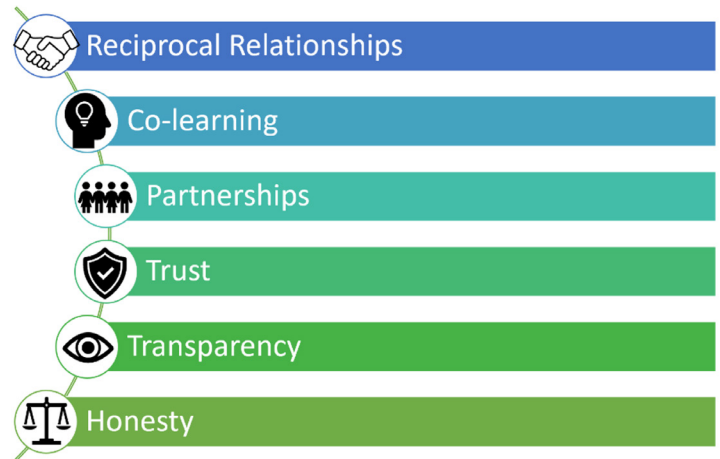 Reciprocal Relationships
Co-learning
Partnerships
Trust
Transparency
Honesty